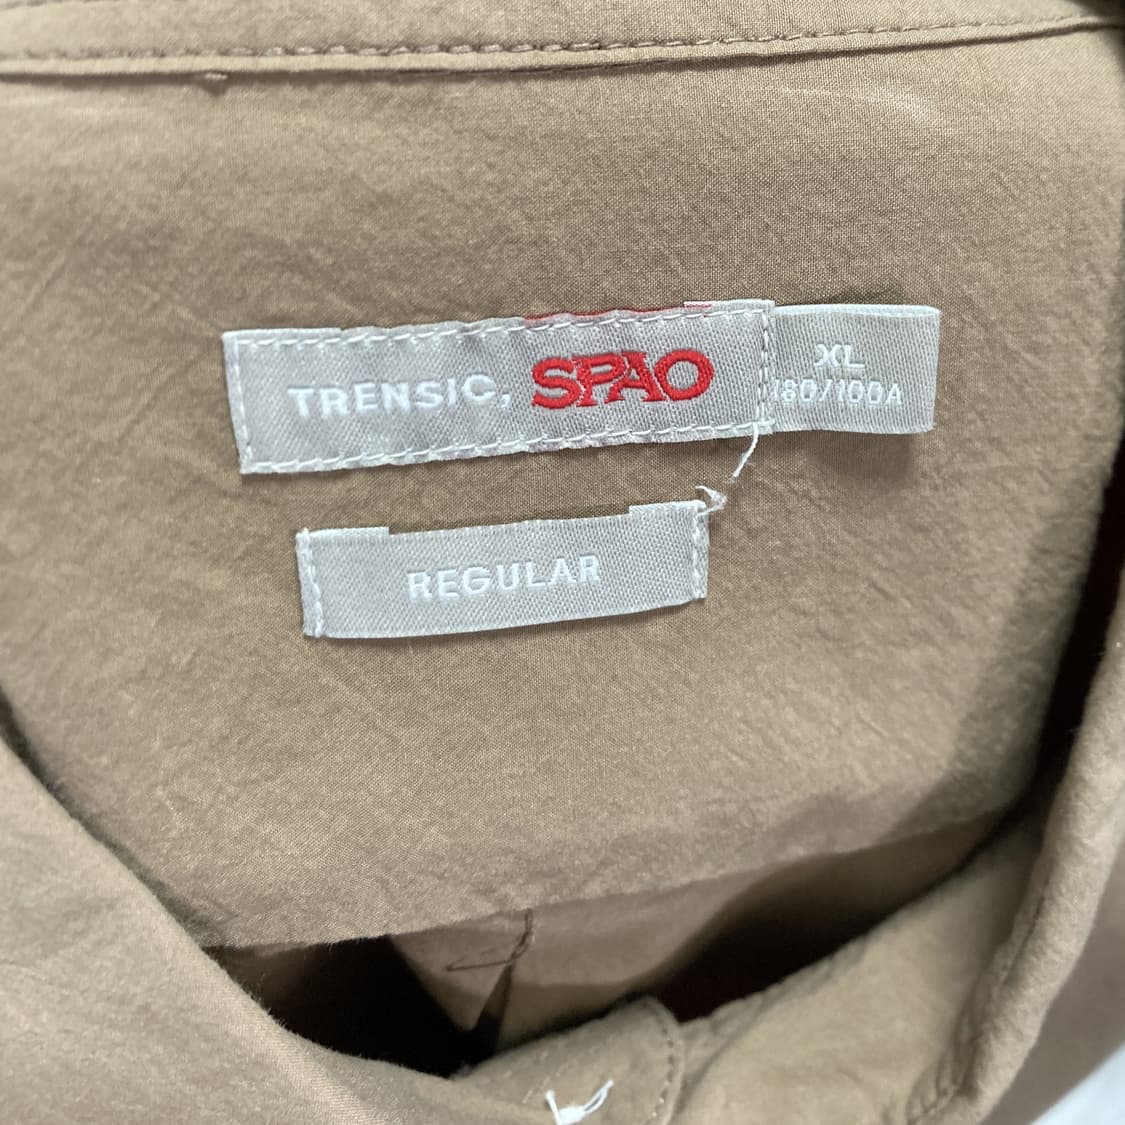 TRENSIC, SPAO
XL
180/100A
REGULAR